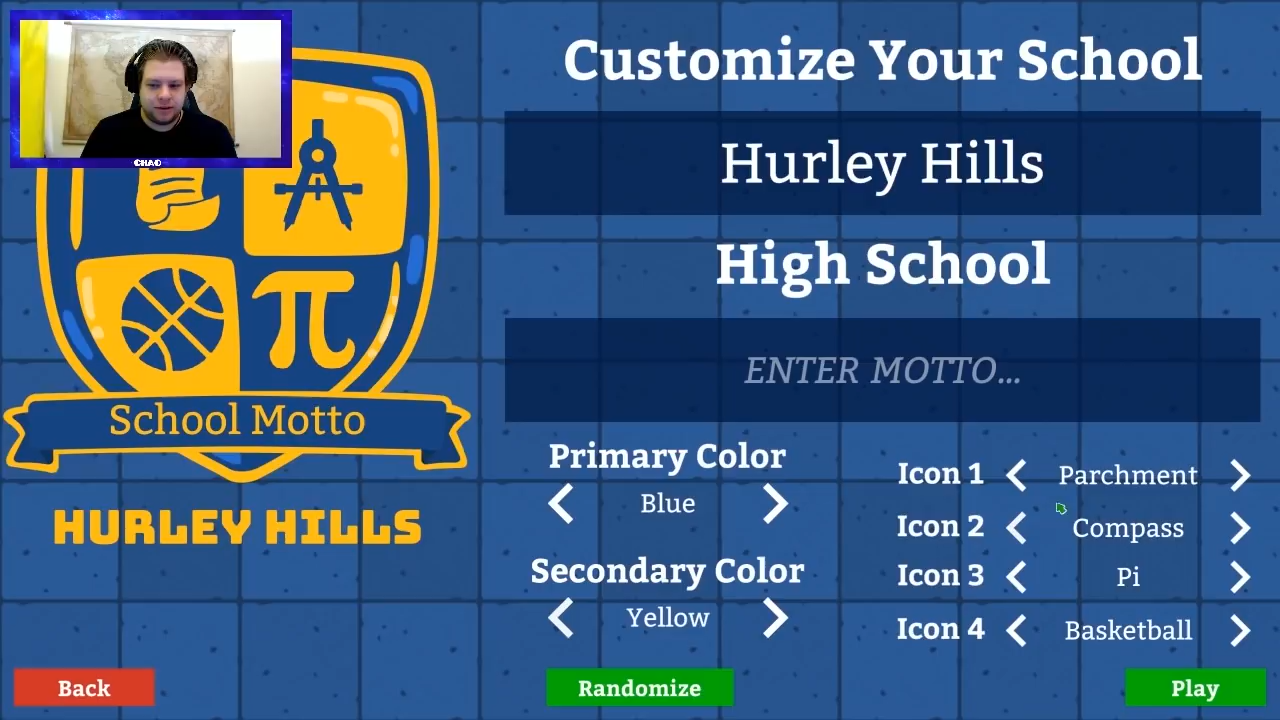 CHAO
Customize Your School
Hurley Hills
High School
ENTER MOTTO...
π
School Motto
HURLEY HILLS
Primary Color
Blue
Secondary Color
Yellow
Icon 1 Parchment
Icon 2 Compass
Icon 3 Pi
Icon 4 Basketball
Back
Randomize
Play